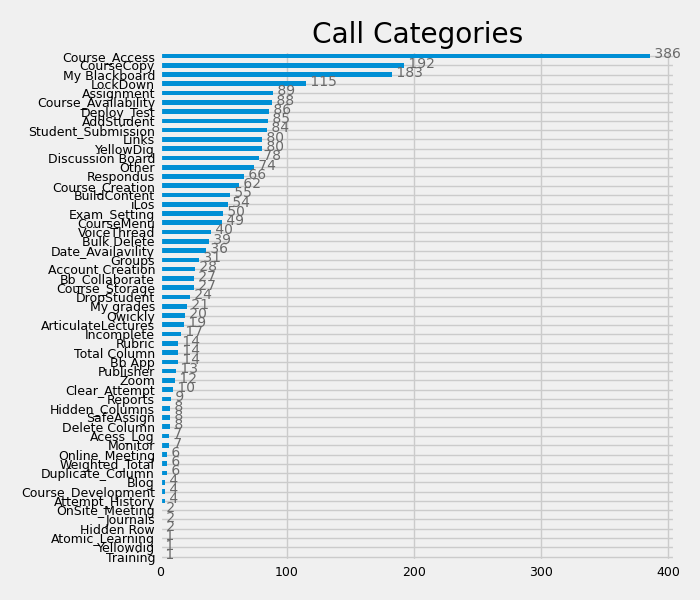 Call Categories
Course_Access 386
CourseCopy 192
My Blackboard 183
LockDown 115
Assignment 89
Course_Availability 88
Deploy_Test 86
AddStudent 85
Student_Submission 84
Links 80
YellowDig 80
Discussion Board 78
Other 74
Respondus 66
Course_Creation 62
BuildContent 55
iLos 54
Exam_Setting 50
CourseMenu 49
VoiceThread 40
Bulk Delete 39
Date_Availavility 36
Groups 31
Account Creation 28
Bb_Collaborate 27
Course_Storage 27
DropStudent 24
My grades 21
Qwickly 20
ArticulateLectures 19
Incomplete 17
Rubric 14
Total Column 14
Bb App 14
Publisher 13
Zoom 12
Clear_Attempt 10
Reports 9
Hidden_Columns 8
SafeAssign 8
Delete Column 8
Acess_Log 7
Monitor 7
Online_Meeting 6
Weighted_Total 6
Duplicate_Column 6
Blog 4
Course_Development 4
Attempt_History 4
OnSite_Meeting 2
Journals 2
Hidden Row 2
Atomic_Learning 1
Yellowdig 1
Training 1
0 100 200 300 400